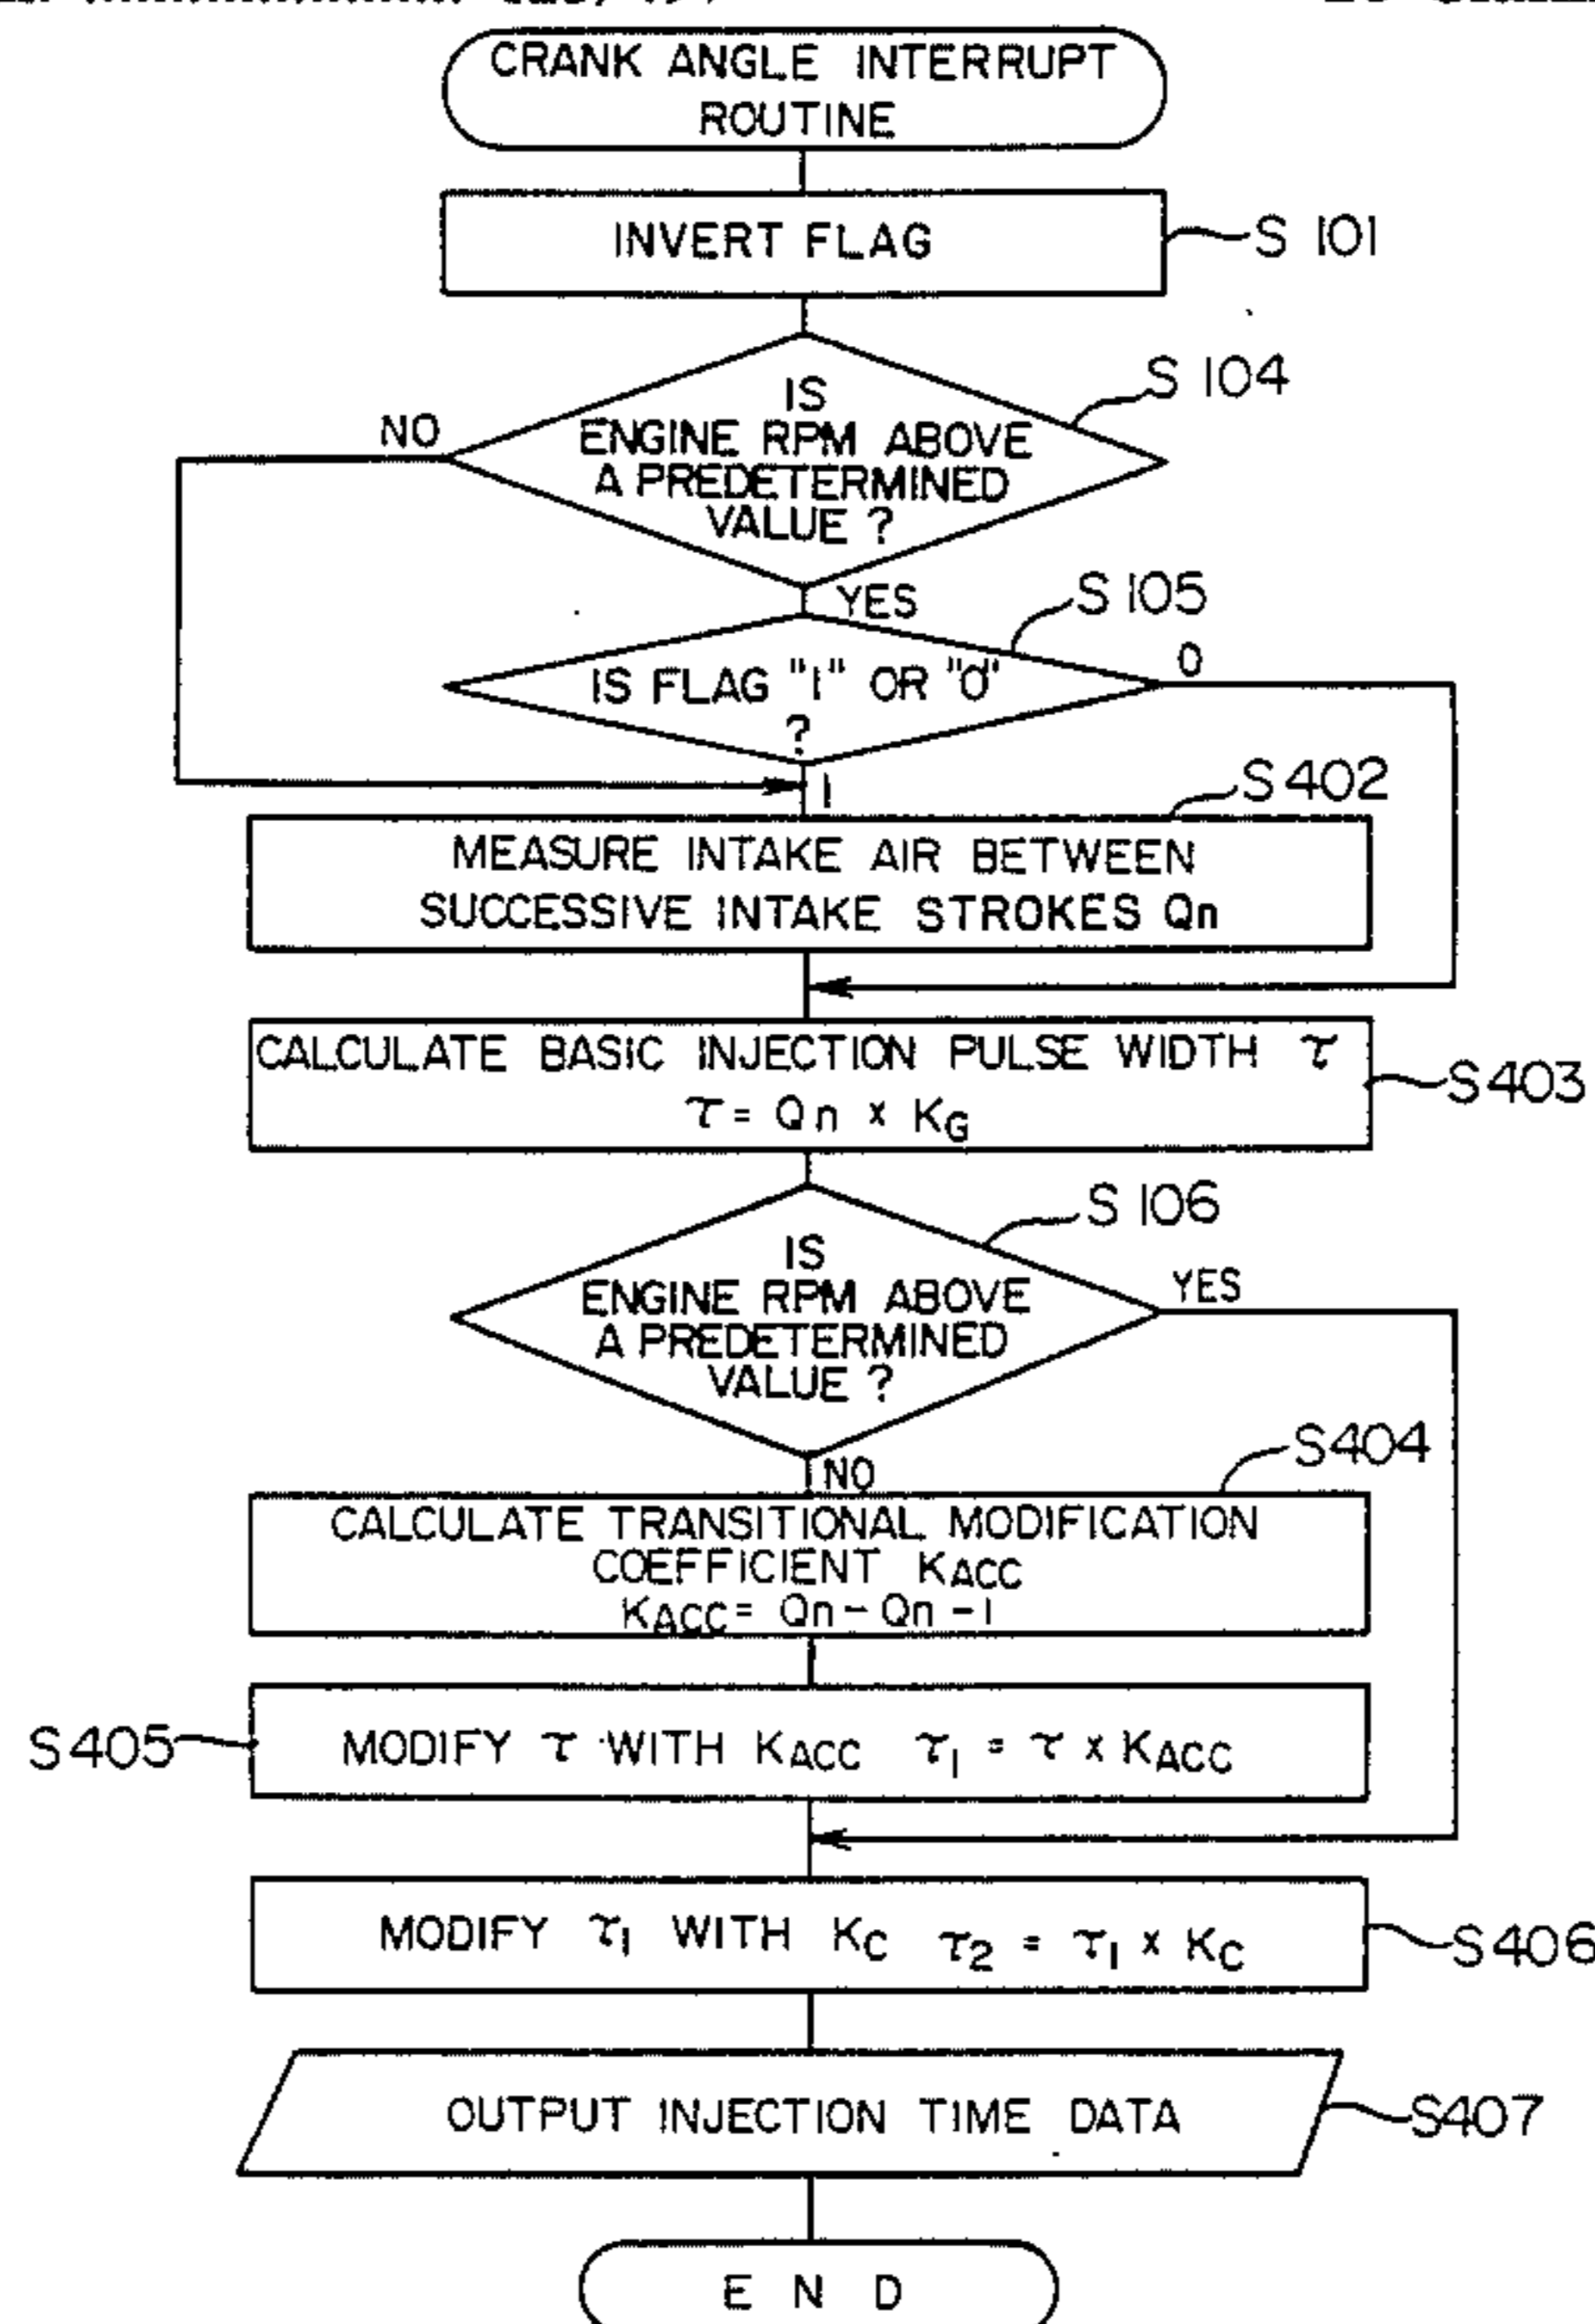 CRANK ANGLE INTERRUPT
ROUTINE
INVERT FLAG
S 101
IS
ENGINE RPM ABOVE
A PREDETERMINED
VALUE ?
S 104
NO
YES
S 105
IS FLAG "1" OR "0"
?
0
1
S402
MEASURE INTAKE AIR BETWEEN
SUCCESSIVE INTAKE STROKES Qn
CALCULATE BASIC INJECTION PULSE WIDTH τ
τ = Qn x KG
S403
S 106
IS
ENGINE RPM ABOVE
A PREDETERMINED
VALUE ?
YES
NO
S404
CALCULATE TRANSITIONAL MODIFICATION
COEFFICIENT KACC
KACC = Qn - Qn - 1
S405
MODIFY τ WITH KACC τ1 = τ x KACC
MODIFY τ1 WITH KC τ2 = τ1 x KC
S406
OUTPUT INJECTION TIME DATA
S407
E N D